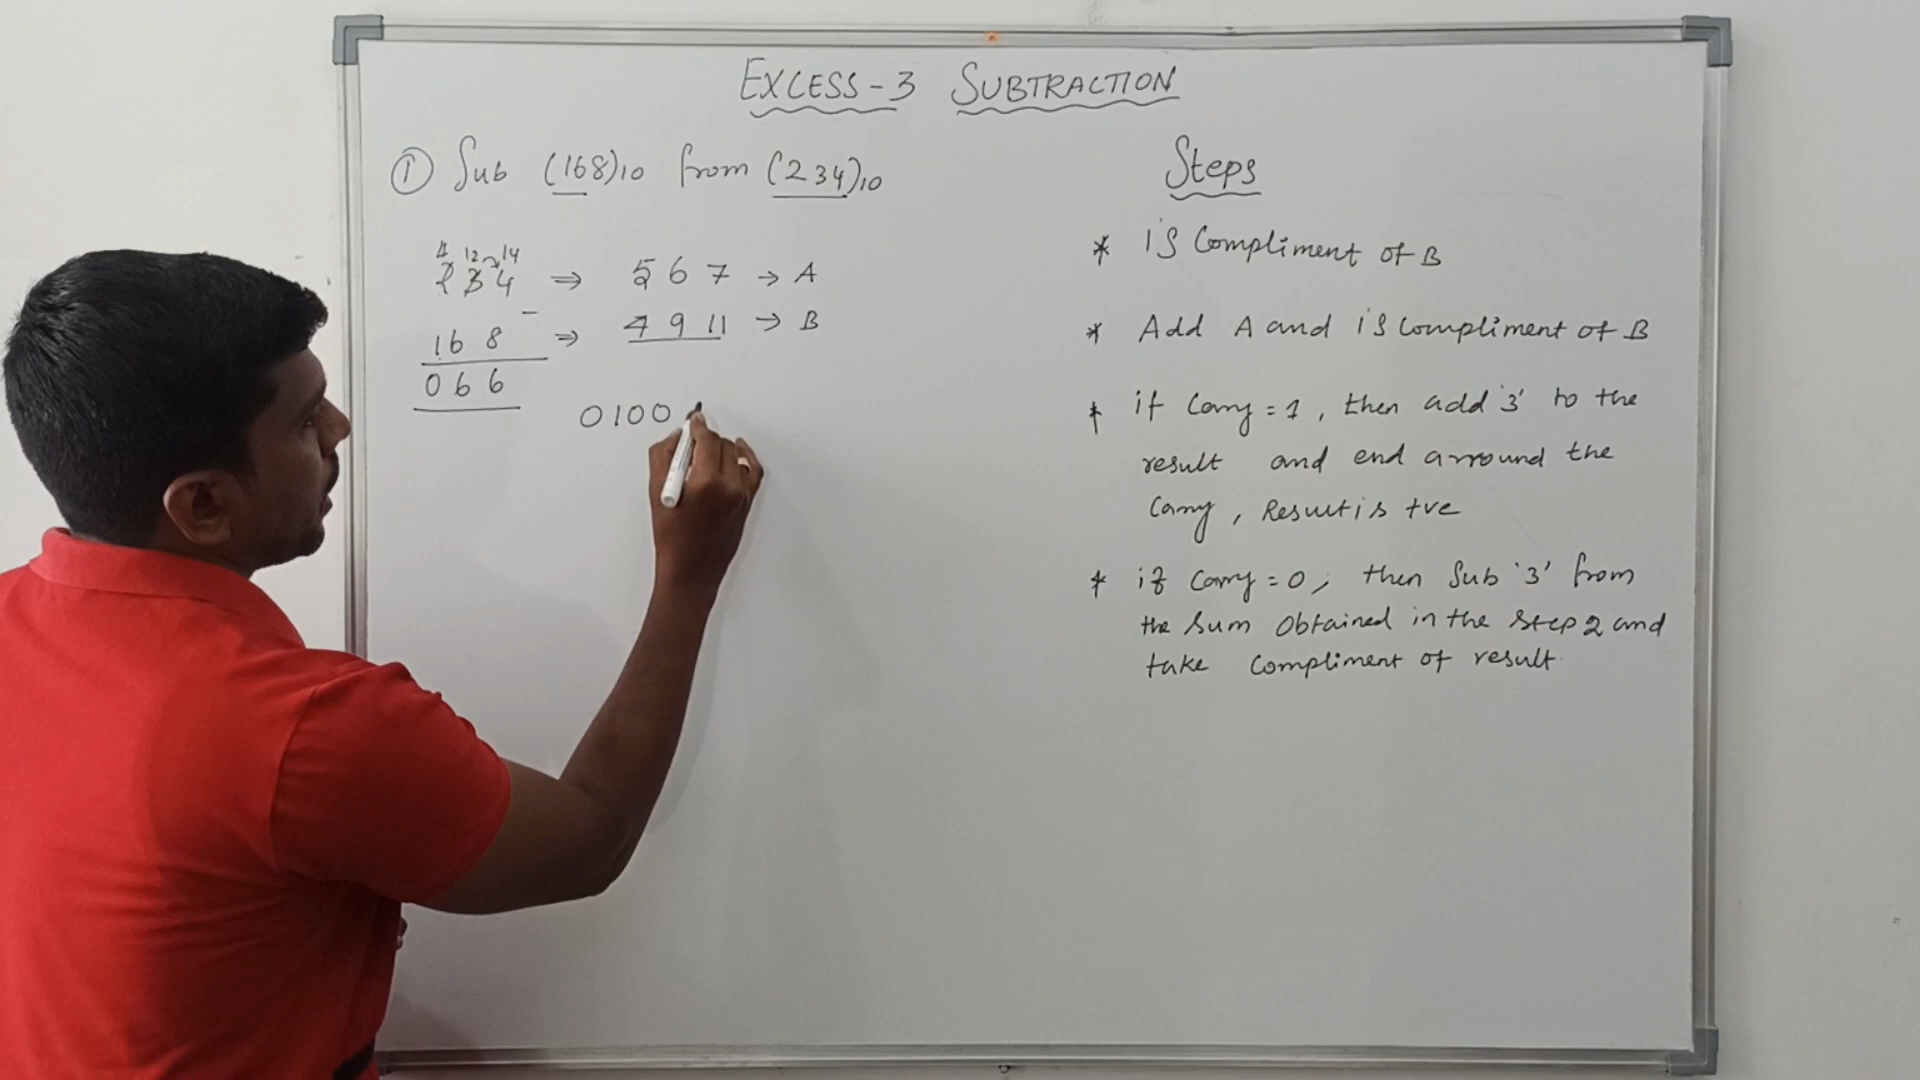 EXCESS-3 SUBTRACTION
① Sub (168)10 from (234)10
1 12 14
2 3 4 ⇒ 5 6 7 → A
-
1 6 8 ⇒ 4 9 11 → B
0 6 6
0100
Steps
* 1's Compliment of B
* Add A and 1's Compliment of B
* if Carry = 1, then add '3' to the
result and end arround the
Carry, Result is +ve
* if Carry = 0, then Sub '3' from
the Sum Obtained in the Step 2 and
take Compliment of result.